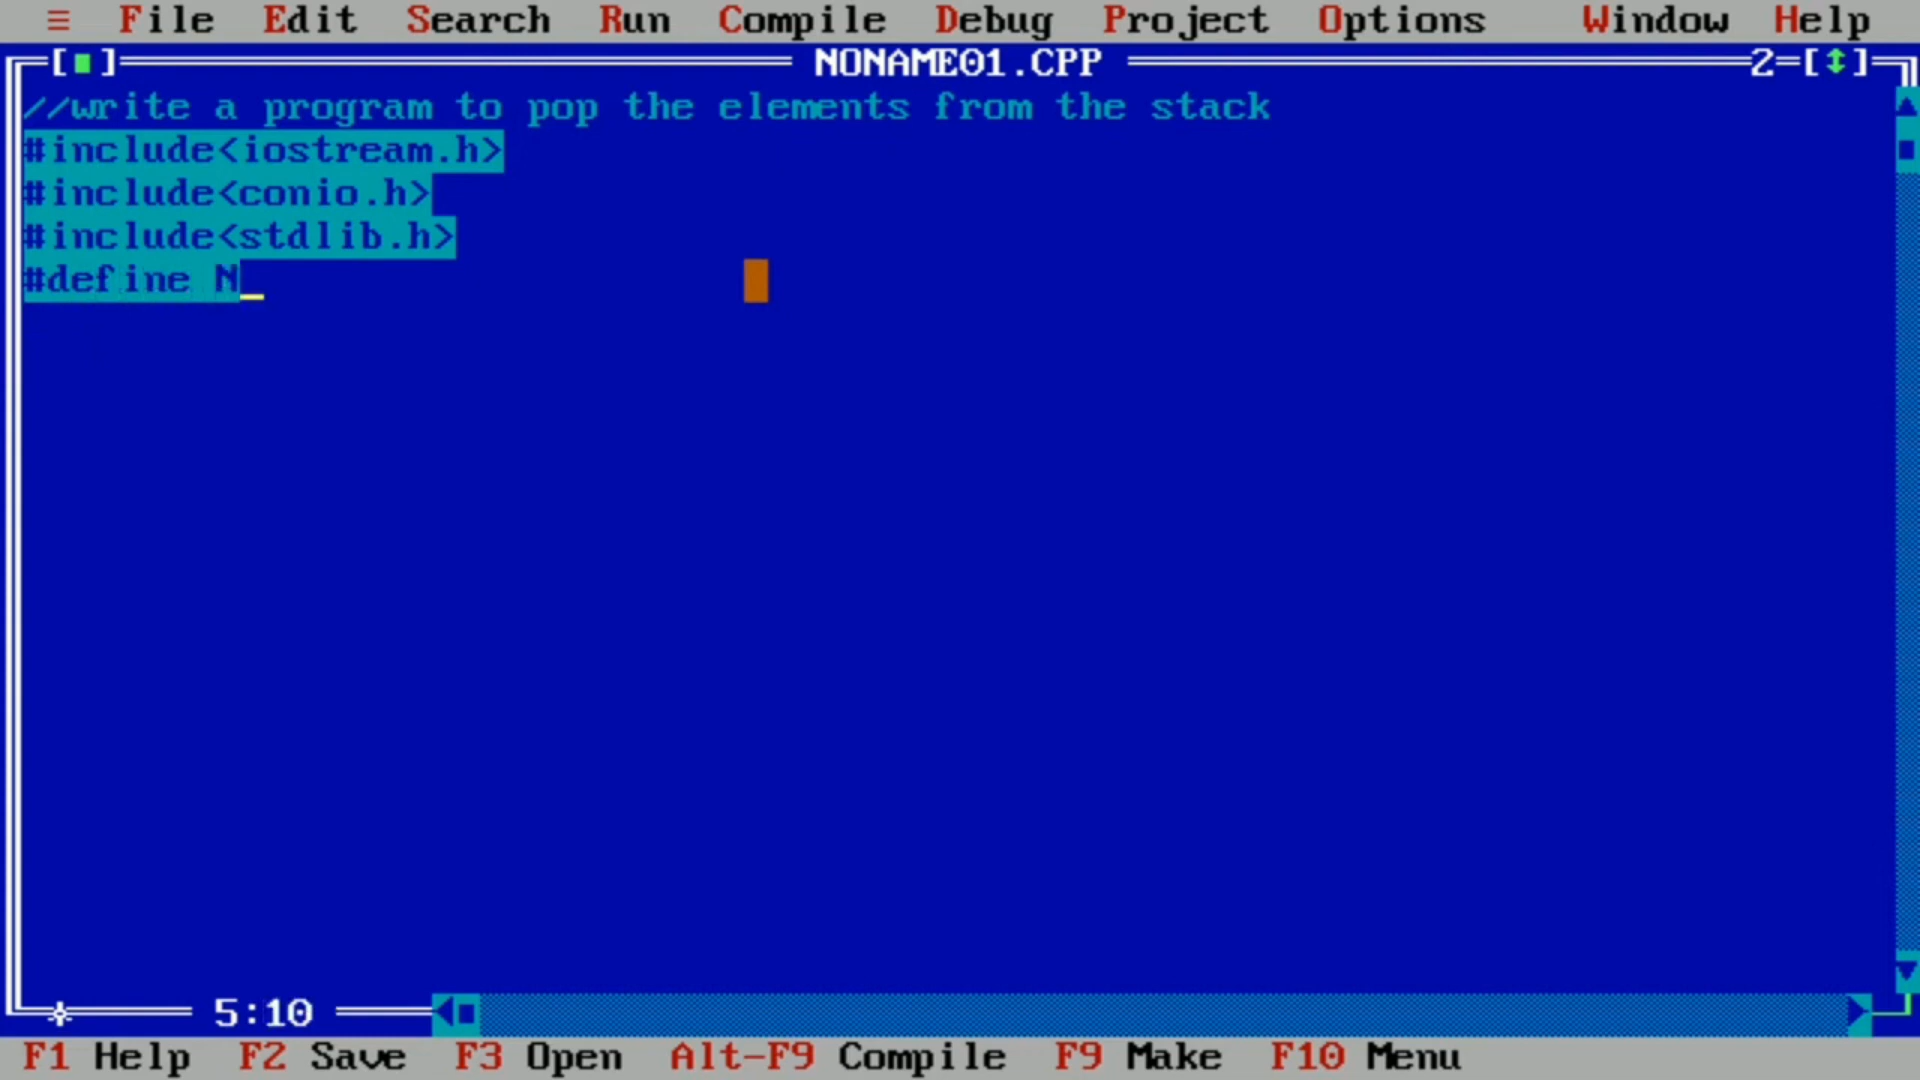 ≡ File Edit Search Run Compile Debug Project Options Window Help
[■] NONAME01.CPP 2=[↕]
//write a program to pop the elements from the stack
#include<iostream.h>
#include<conio.h>
#include<stdlib.h>
#define N_
5:10
F1 Help F2 Save F3 Open Alt-F9 Compile F9 Make F10 Menu